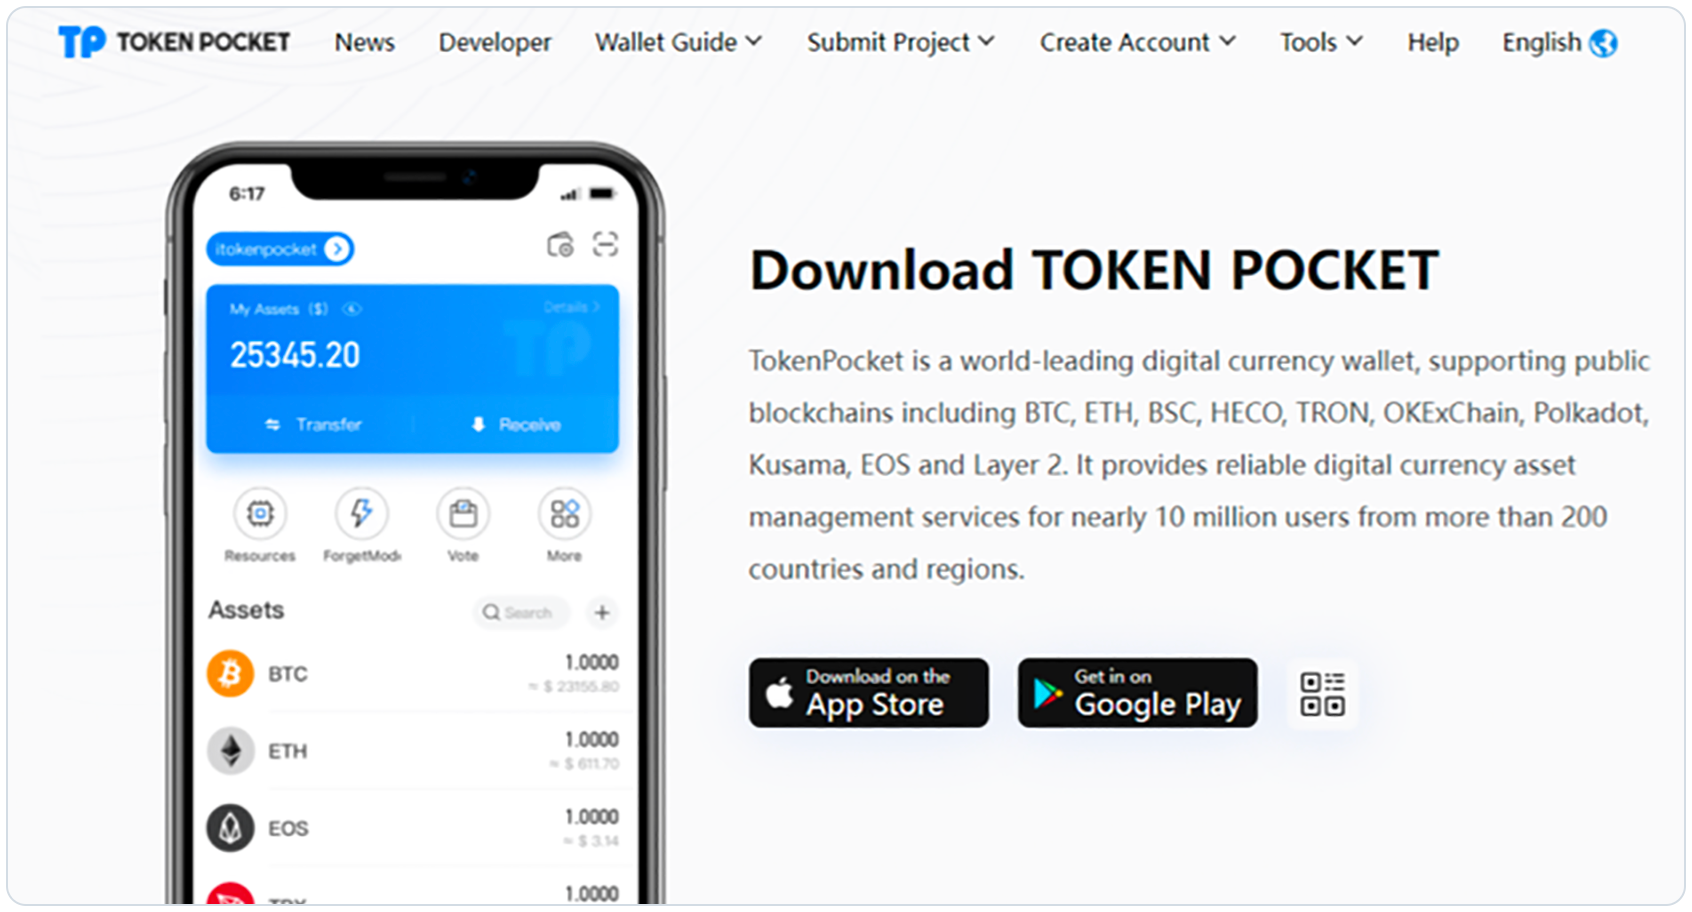 TP TOKEN POCKET News Developer Wallet Guide Submit Project Create Account Tools Help English
6:17
itokenpocket
My Assets ($) Details
TP
25345.20
Transfer Receive
Resources ForgetMod Vote More
Assets Search
BTC 1.0000
≈ $ 23155.80
ETH 1.0000
≈ $ 611.70
EOS 1.0000
≈ $ 3.14
TRX 1.0000
Download TOKEN POCKET
TokenPocket is a world-leading digital currency wallet, supporting public
blockchains including BTC, ETH, BSC, HECO, TRON, OKExChain, Polkadot,
Kusama, EOS and Layer 2. It provides reliable digital currency asset
management services for nearly 10 million users from more than 200
countries and regions.
Download on the
App Store
Get in on
Google Play